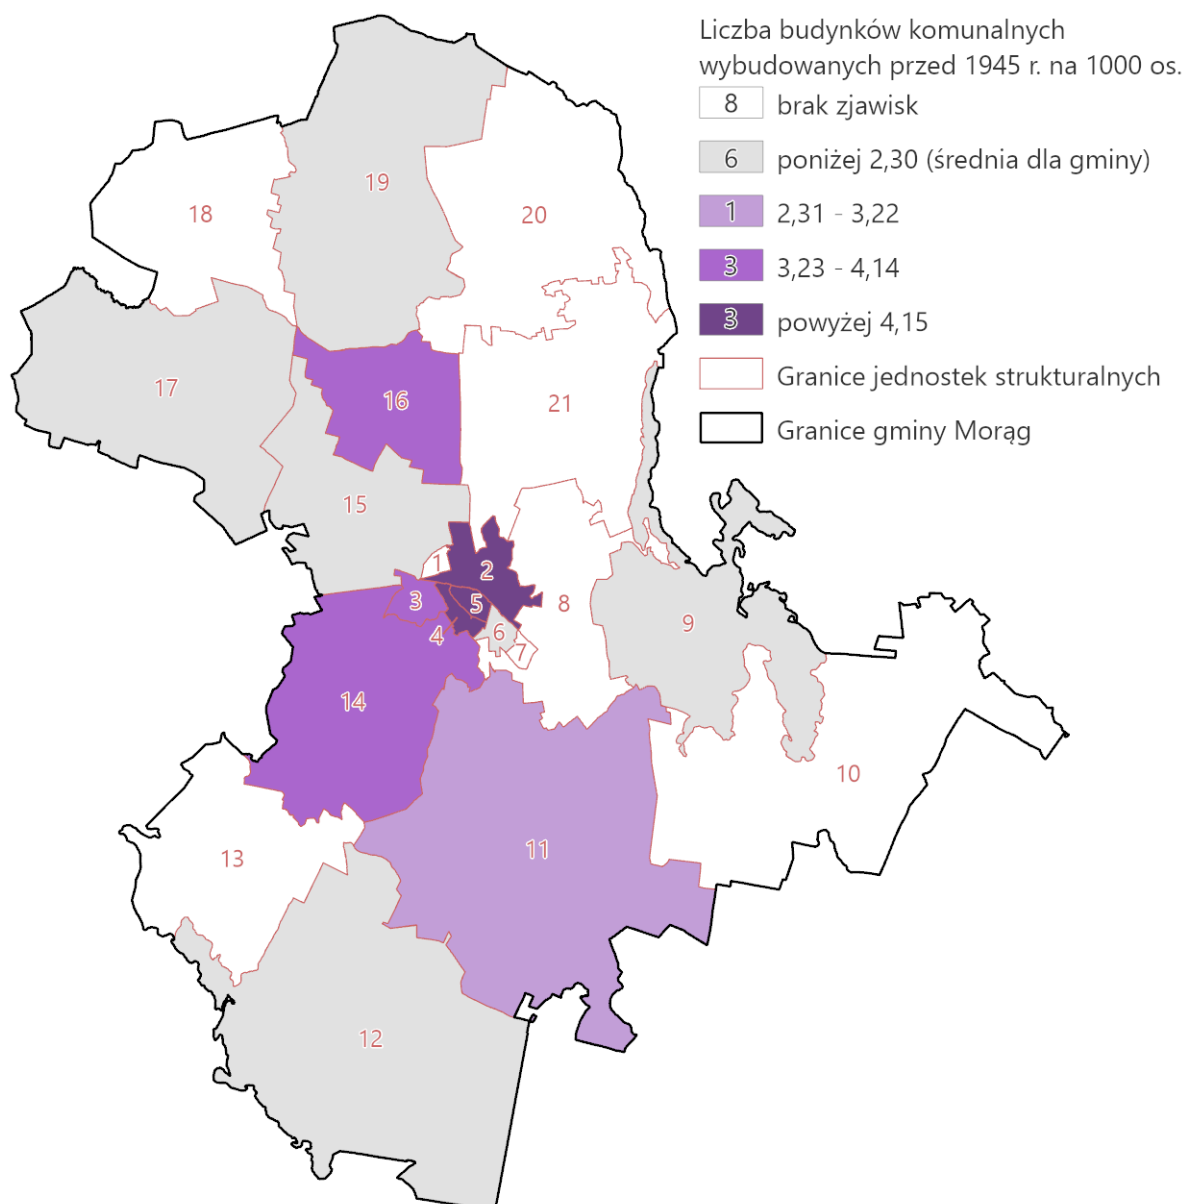 Liczba budynków komunalnych
wybudowanych przed 1945 r. na 1000 os.
8 brak zjawisk
6 poniżej 2,30 (średnia dla gminy)
1 2,31 - 3,22
3 3,23 - 4,14
3 powyżej 4,15
Granice jednostek strukturalnych
Granice gminy Morąg
19
18
20
17
16
21
15
1
2
3
5
8
4
6
7
9
14
10
11
13
12